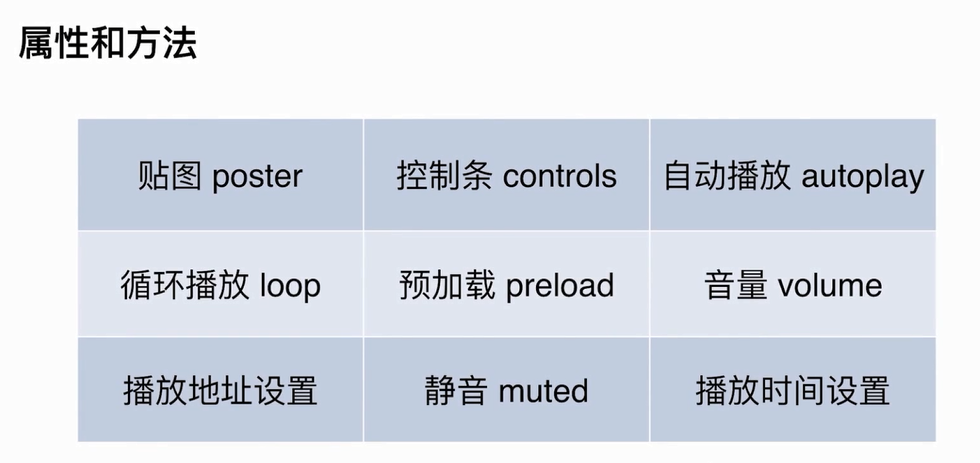 属性和方法
贴图 poster
控制条 controls
自动播放 autoplay
循环播放 loop
预加载 preload
音量 volume
播放地址设置
静音 muted
播放时间设置